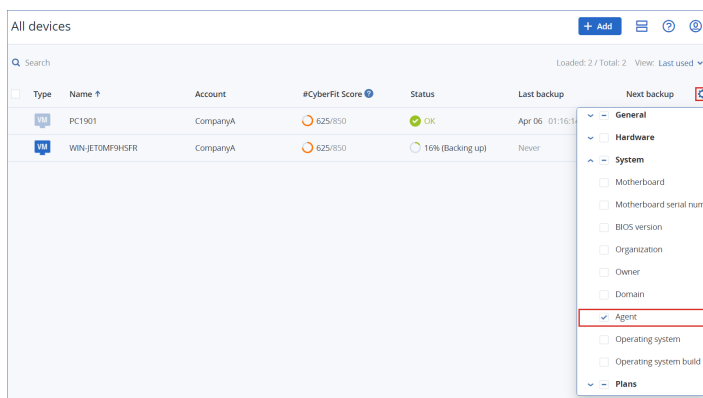 All devices
+ Add
Search
Loaded: 2 / Total: 2 View: Last used
Type Name ↑ Account #CyberFit Score Status Last backup Next backup
VM PC1901 CompanyA 625/850 OK Apr 06 01:16:1
VM WIN-JET0MF9HSFR CompanyA 625/850 16% (Backing up) Never
General
Hardware
System
Motherboard
Motherboard serial num
BIOS version
Organization
Owner
Domain
Agent
Operating system
Operating system build
Plans